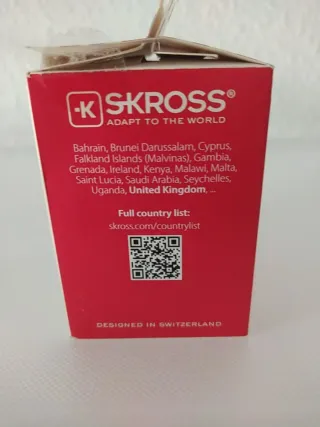 K SKROSS®
ADAPT TO THE WORLD
Bahrain, Brunei Darussalam, Cyprus,
Falkland Islands (Malvinas), Gambia,
Grenada, Ireland, Kenya, Malawi, Malta,
Saint Lucia, Saudi Arabia, Seychelles,
Uganda, United Kingdom, ...
Full country list:
skross.com/countrylist
DESIGNED IN SWITZERLAND